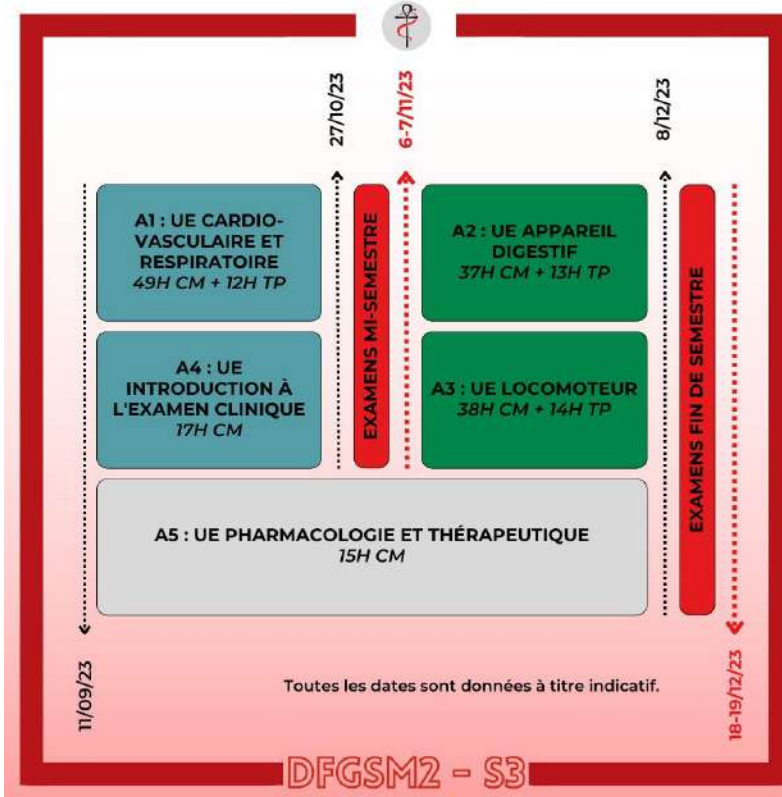 27/10/23
6-7/11/23
8/12/23
A1 : UE CARDIO-
VASCULAIRE ET
RESPIRATOIRE
49H CM + 12H TP
A4 : UE
INTRODUCTION À
L'EXAMEN CLINIQUE
17H CM
EXAMENS MI-SEMESTRE
A2 : UE APPAREIL
DIGESTIF
37H CM + 13H TP
A3 : UE LOCOMOTEUR
38H CM + 14H TP
EXAMENS FIN DE SEMESTRE
A5 : UE PHARMACOLOGIE ET THÉRAPEUTIQUE
15H CM
11/09/23
Toutes les dates sont données à titre indicatif.
18-19/12/23
DFGSM2 - S3